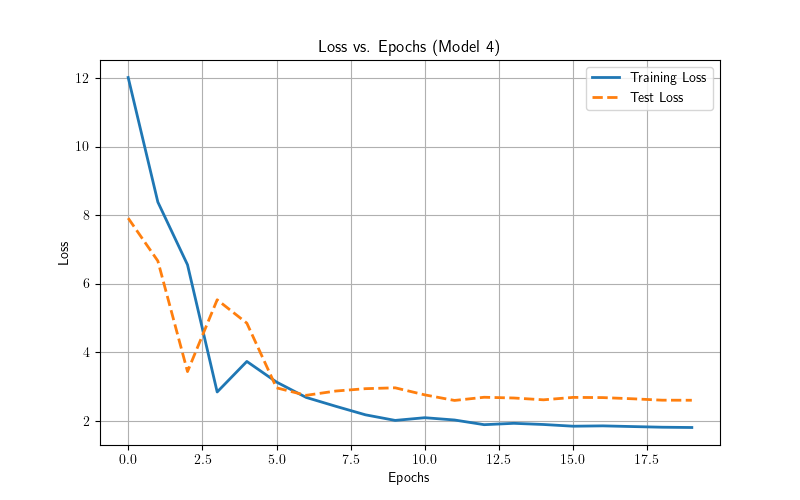 Loss vs. Epochs (Model 4)
Training Loss
Test Loss
12
10
8
6
4
2
Loss
0.0 2.5 5.0 7.5 10.0 12.5 15.0 17.5
Epochs